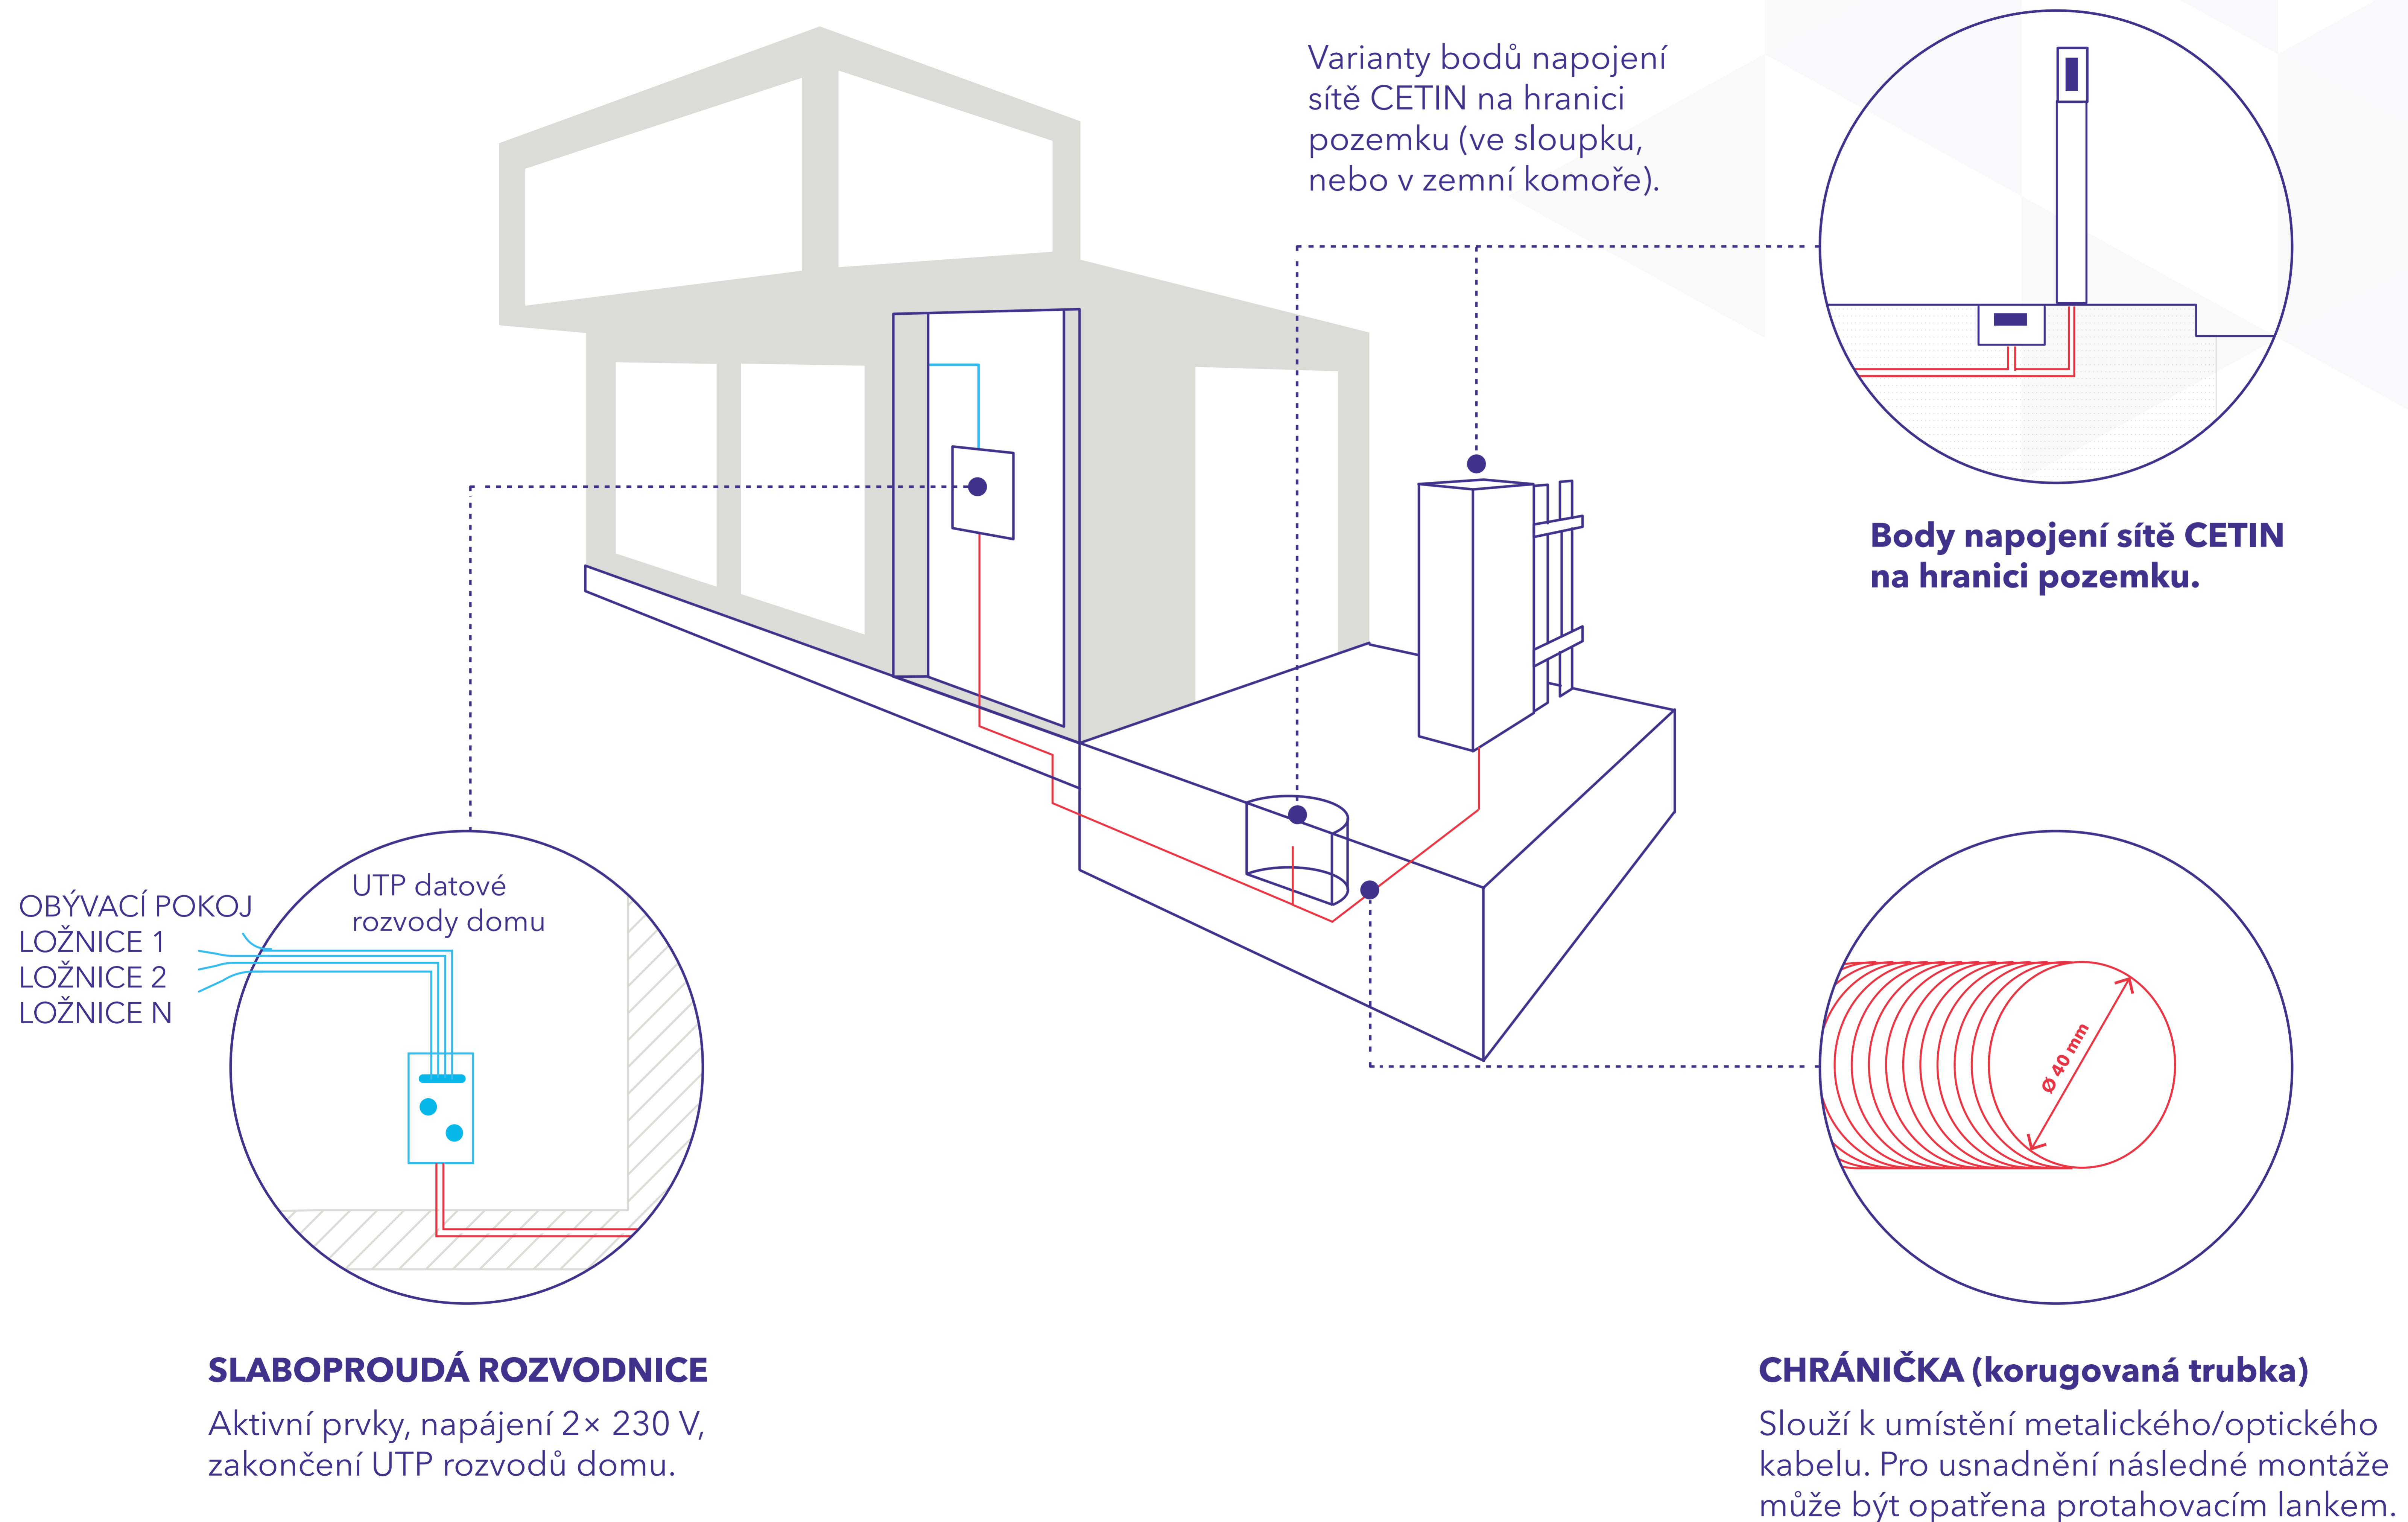 Varianty bodů napojení
sítě CETIN na hranici
pozemku (ve sloupku,
nebo v zemní komoře).
Body napojení sítě CETIN
na hranici pozemku.
UTP datové
rozvody domu
OBÝVACÍ POKOJ
LOŽNICE 1
LOŽNICE 2
LOŽNICE N
Ø 40 mm
SLABOPROUDÁ ROZVODNICE
Aktivní prvky, napájení 2× 230 V,
zakončení UTP rozvodů domu.
CHRÁNIČKA (korugovaná trubka)
Slouží k umístění metalického/optického
kabelu. Pro usnadnění následné montáže
může být opatřena protahovacím lankem.